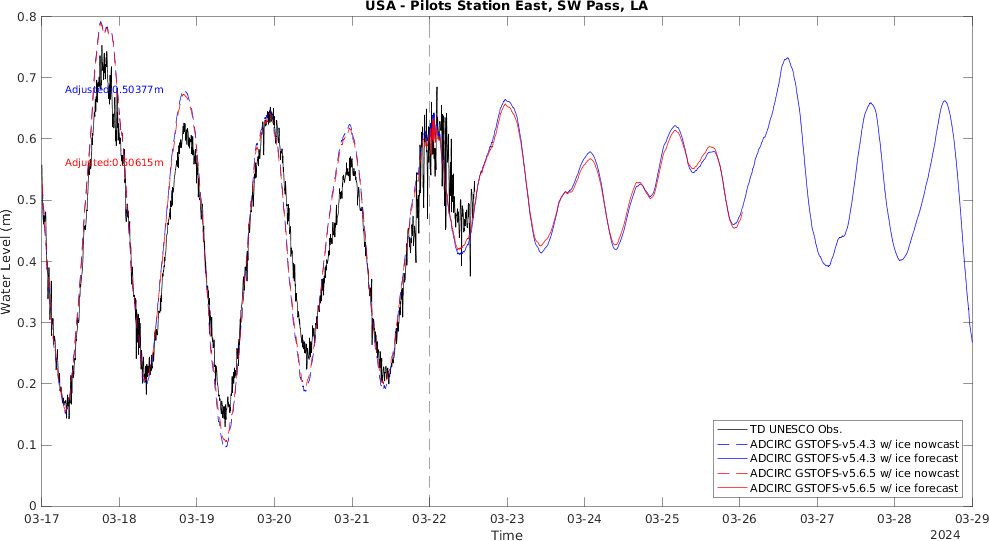 USA - Pilots Station East, SW Pass, LA
0.8
0.7
0.6
0.5
0.4
0.3
0.2
0.1
0
Water Level (m)
Adjusted:0.50377m
Adjusted:0.60615m
TD UNESCO Obs.
ADCIRC GSTOFS-v5.4.3 w/ ice nowcast
ADCIRC GSTOFS-v5.4.3 w/ ice forecast
ADCIRC GSTOFS-v5.6.5 w/ ice nowcast
ADCIRC GSTOFS-v5.6.5 w/ ice forecast
03-17 03-18 03-19 03-20 03-21 03-22 03-23 03-24 03-25 03-26 03-27 03-28 03-29
Time
2024